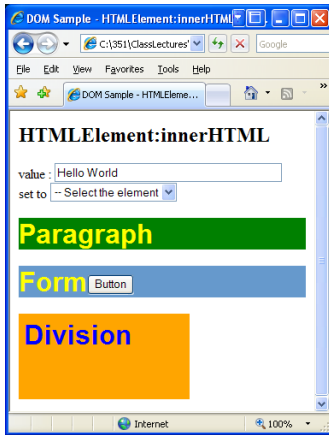 DOM Sample - HTMLElement:innerHTML
C:\351\ClassLectures'
Google
File Edit View Favorites Tools Help
DOM Sample - HTMLEleme...
»
HTMLElement:innerHTML
value : Hello World
set to -- Select the element
Paragraph
Form Button
Division
Internet 100%